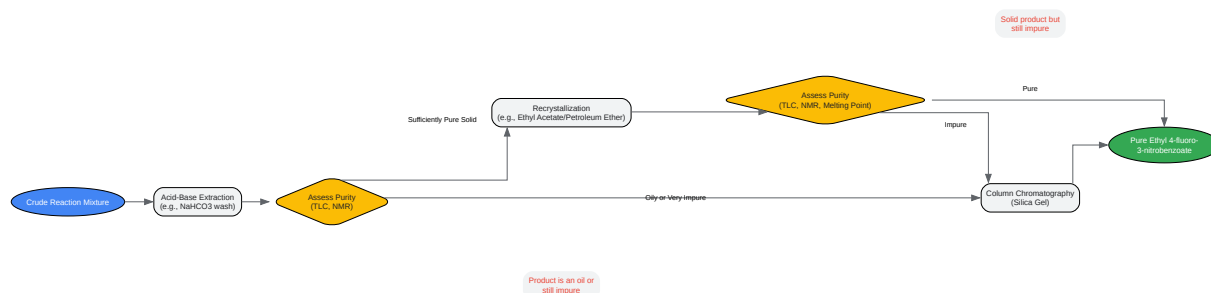 Solid product but
still impure
Pure
Assess Purity
(TLC, NMR, Melting Point)
Recrystallization
(e.g., Ethyl Acetate/Petroleum Ether)
Sufficiently Pure Solid
Impure
Pure Ethyl 4-fluoro-
3-nitrobenzoate
Crude Reaction Mixture
Acid-Base Extraction
(e.g., NaHCO3 wash)
Assess Purity
(TLC, NMR)
Oily or Very Impure
Column Chromatography
(Silica Gel)
Product is an oil or
still impure